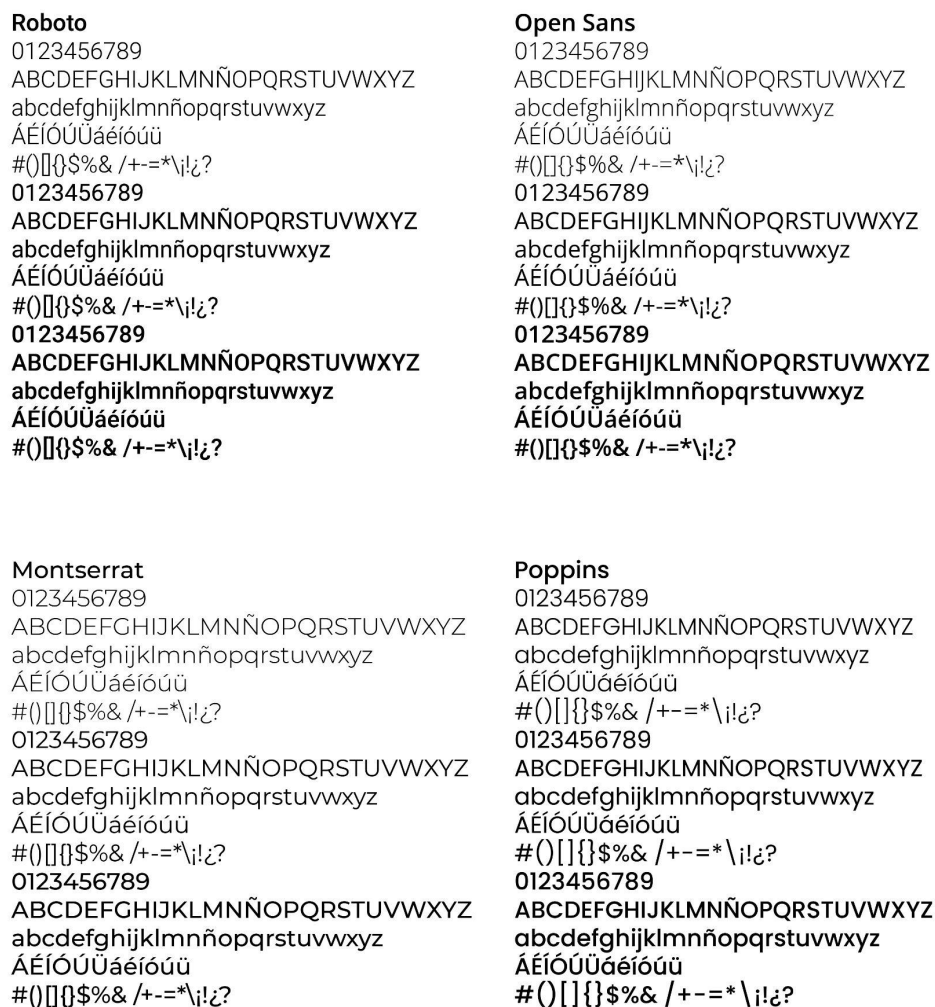 Roboto
0123456789
ABCDEFGHIJKLMNÑOPQRSTUVWXYZ
abcdefghijklmnñopqrstuvwxyz
ÁÉÍÓÚÜáéíóúü
#()[]{}$%& /+-=*\¡¿?
0123456789
ABCDEFGHIJKLMNÑOPQRSTUVWXYZ
abcdefghijklmnñopqrstuvwxyz
ÁÉÍÓÚÜáéíóúü
#()[]{}$%& /+-=*\¡!¿?
0123456789
ABCDEFGHIJKLMNÑOPQRSTUVWXYZ
abcdefghijklmnñopqrstuvwxyz
ÁÉÍÓÚÜáéíóúü
#()[]{}$%& /+-=*\¡!¿?
Open Sans
0123456789
ABCDEFGHIJKLMNÑOPQRSTUVWXYZ
abcdefghijklmnñopqrstuvwxyz
ÁÉÍÓÚÜáéíóúü
#()[]{}$%& /+-=*\¡!¿?
0123456789
ABCDEFGHIJKLMNÑOPQRSTUVWXYZ
abcdefghijklmnñopqrstuvwxyz
ÁÉÍÓÚÜáéíóúü
#()[]{}$%& /+-=*\¡!¿?
0123456789
ABCDEFGHIJKLMNÑOPQRSTUVWXYZ
abcdefghijklmnñopqrstuvwxyz
ÁÉÍÓÚÜáéíóúü
#()[]{}$%& /+-=*\¡!¿?
Montserrat
0123456789
ABCDEFGHIJKLMNÑOPQRSTUVWXYZ
abcdefghijklmnñopqrstuvwxyz
ÁÉÍÓÚÜáéíóúü
#()[]{}$%& /+-=*\¡!¿?
0123456789
ABCDEFGHIJKLMNÑOPQRSTUVWXYZ
abcdefghijklmnñopqrstuvwxyz
ÁÉÍÓÚÜáéíóúü
#()[]{}$%& /+-=*\¡!¿?
0123456789
ABCDEFGHIJKLMNÑOPQRSTUVWXYZ
abcdefghijklmnñopqrstuvwxyz
ÁÉÍÓÚÜáéíóúü
#()[]{}$%& /+-=*\¡!¿?
Poppins
0123456789
ABCDEFGHIJKLMNÑOPQRSTUVWXYZ
abcdefghijklmnñopqrstuvwxyz
ÁÉÍÓÚÜáéíóúü
#()[]{}$%& /+-=*\¡!¿?
0123456789
ABCDEFGHIJKLMNÑOPQRSTUVWXYZ
abcdefghijklmnñopqrstuvwxyz
ÁÉÍÓÚÜáéíóúü
#()[]{}$%& /+-=*\¡!¿?
0123456789
ABCDEFGHIJKLMNÑOPQRSTUVWXYZ
abcdefghijklmnñopqrstuvwxyz
ÁÉÍÓÚÜáéíóúü
#()[]{}$%& /+-=*\¡!¿?